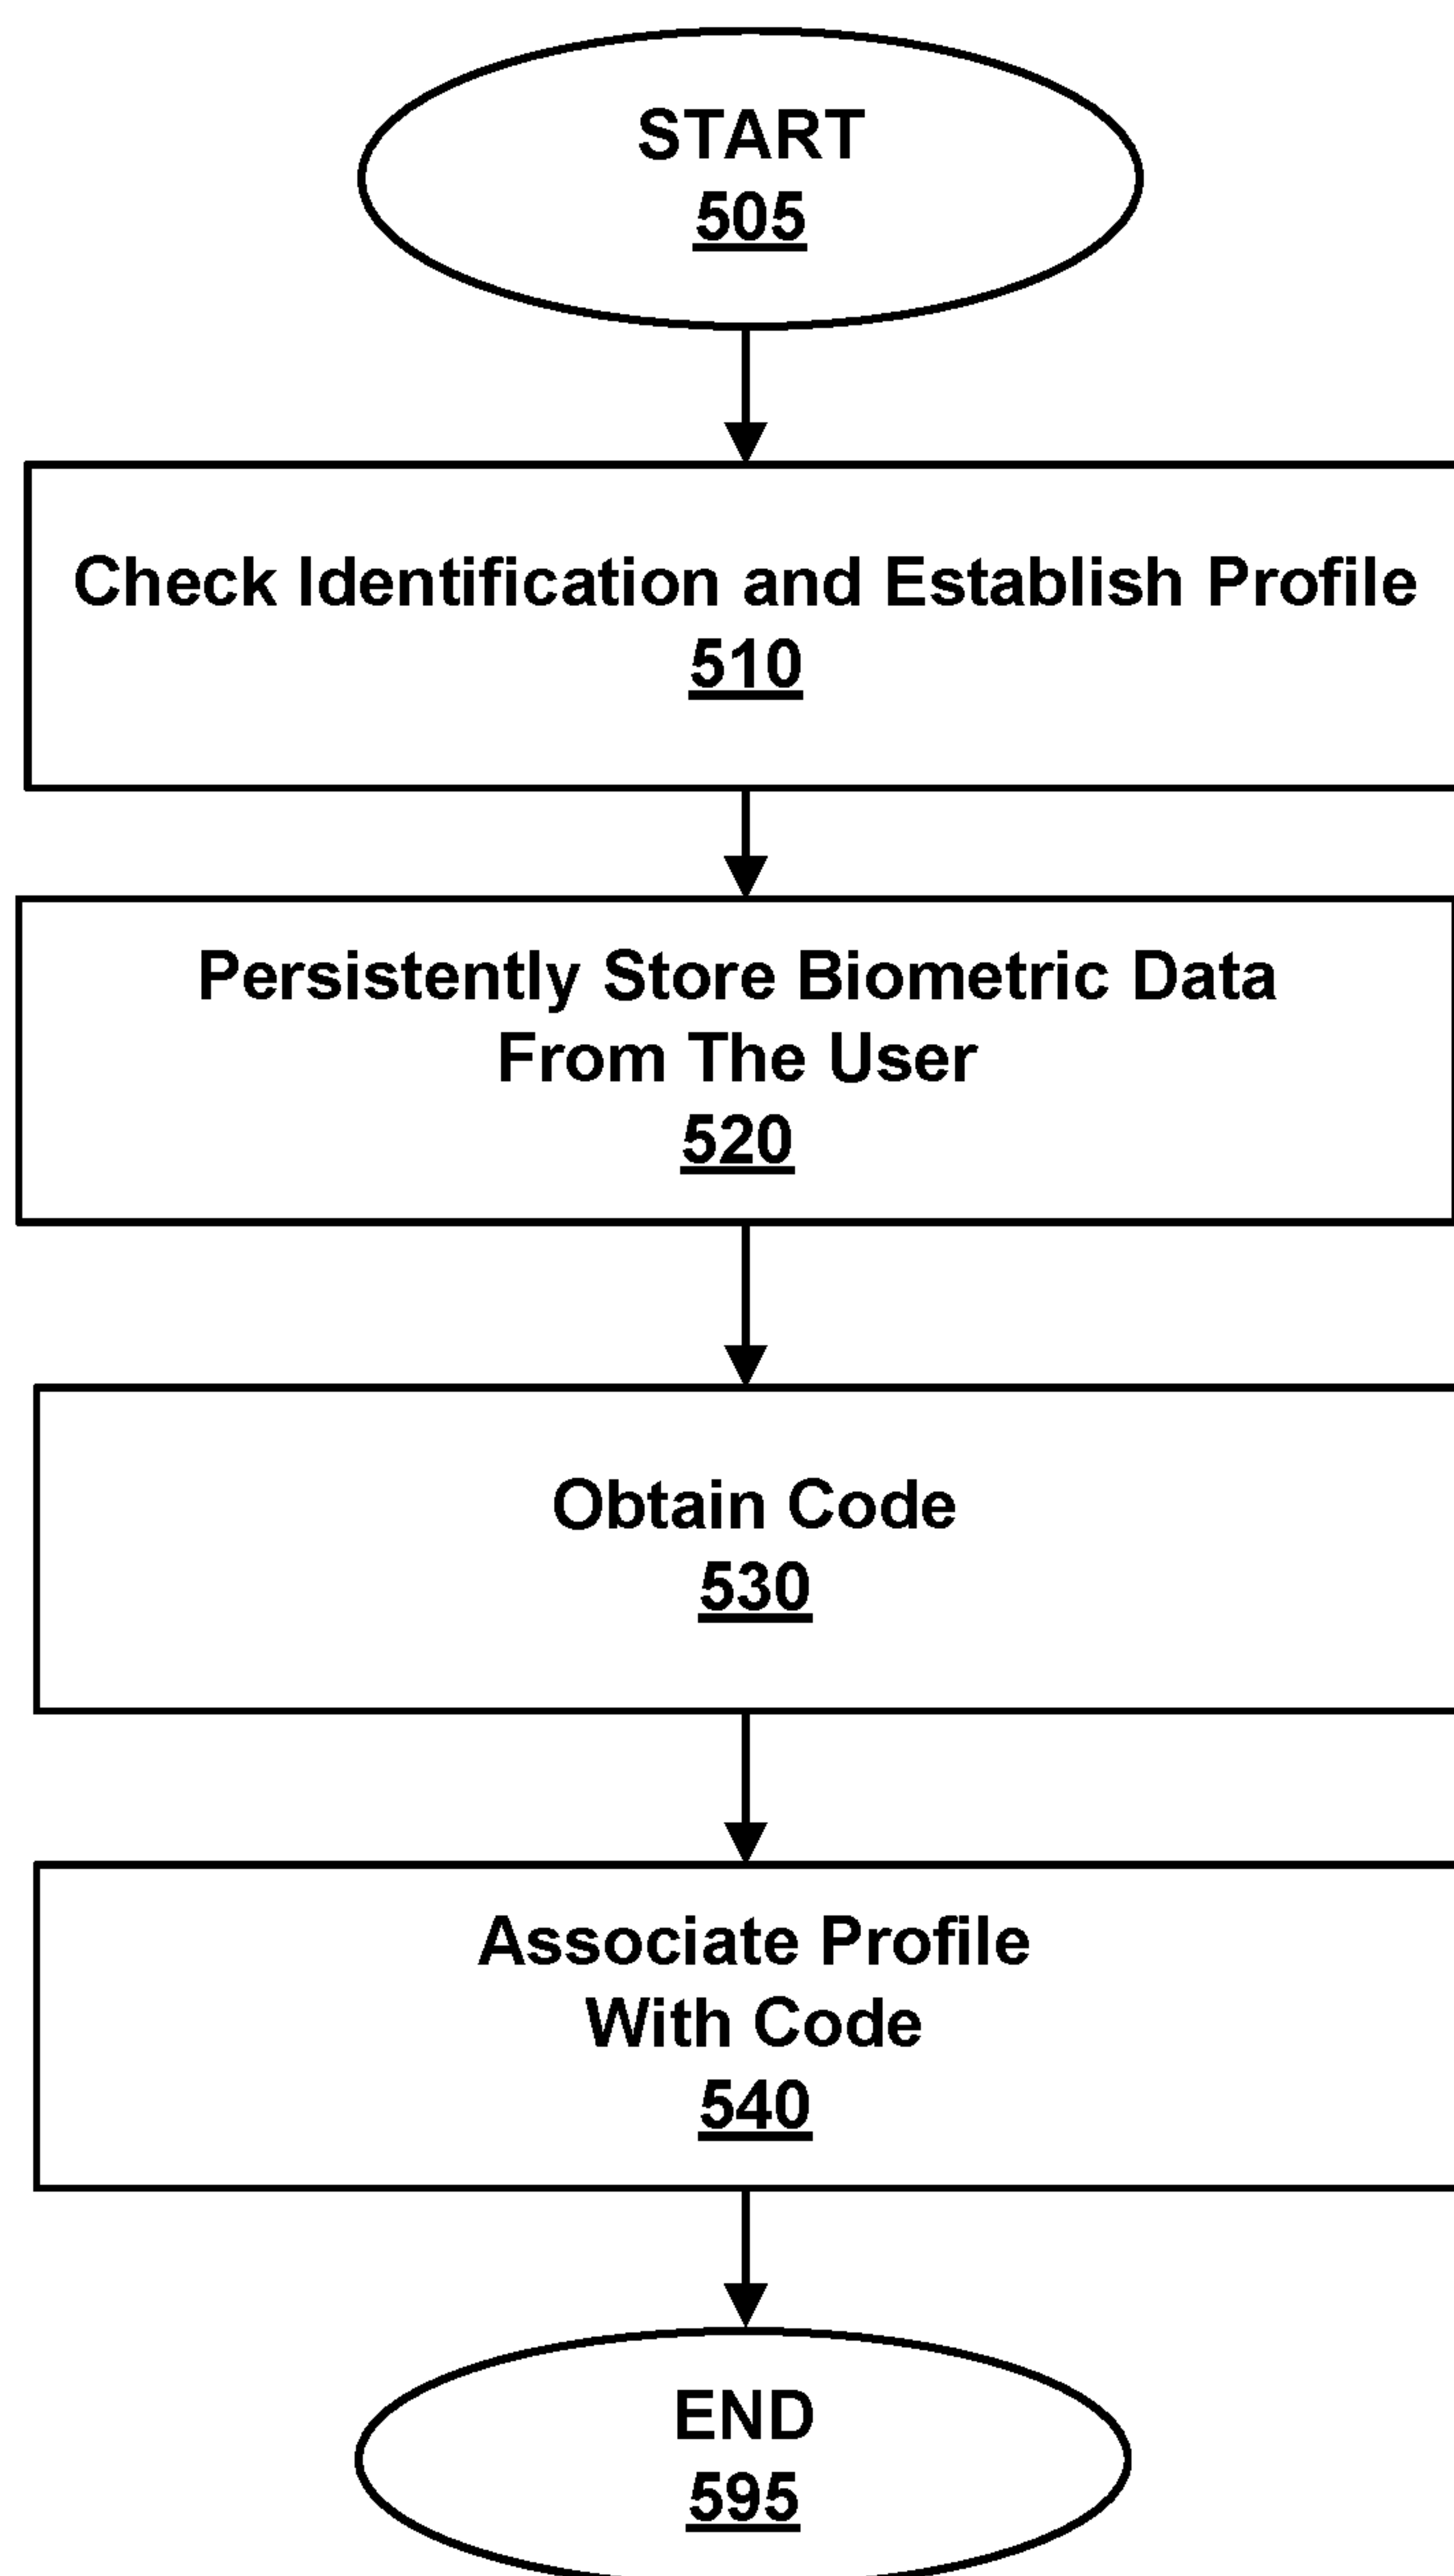 START
505
Check Identification and Establish Profile
510
Persistently Store Biometric Data
From The User
520
Obtain Code
530
Associate Profile
With Code
540
END
595